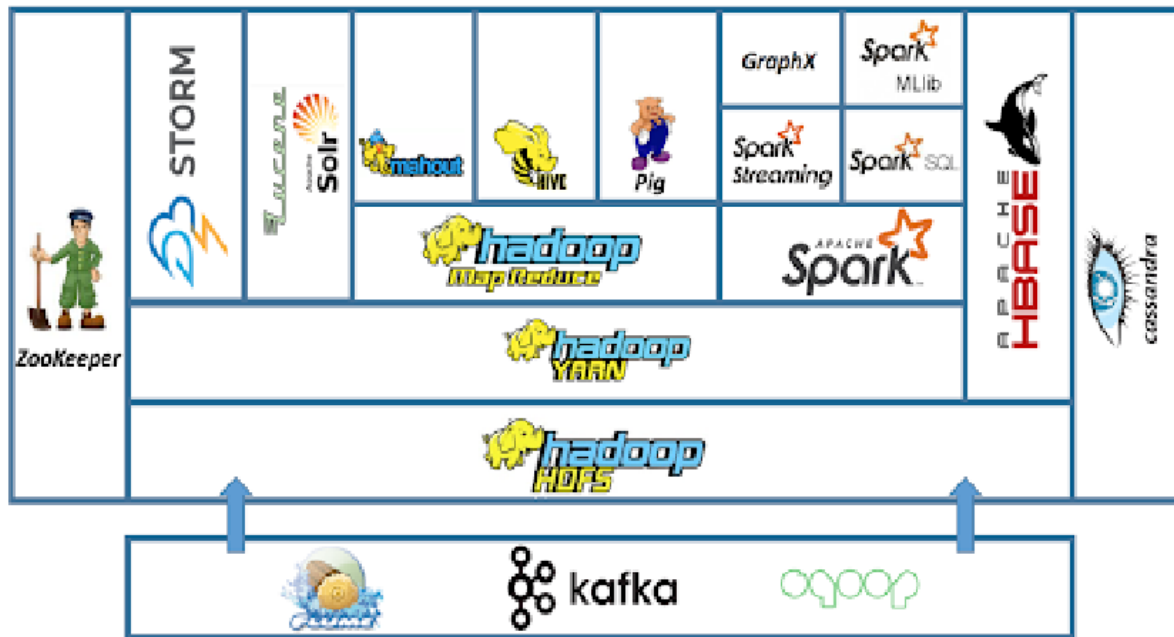 STORM
Lucene
Apache
Solr
mahout
HIVE
Pig
GraphX
Spark
MLlib
Spark
Streaming
Spark SQL
ZooKeeper
hadoop
Map Reduce
APACHE
Spark
APACHE
HBASE
cassandra
hadoop
YARN
hadoop
HDFS
FLUME
kafka
sqoop